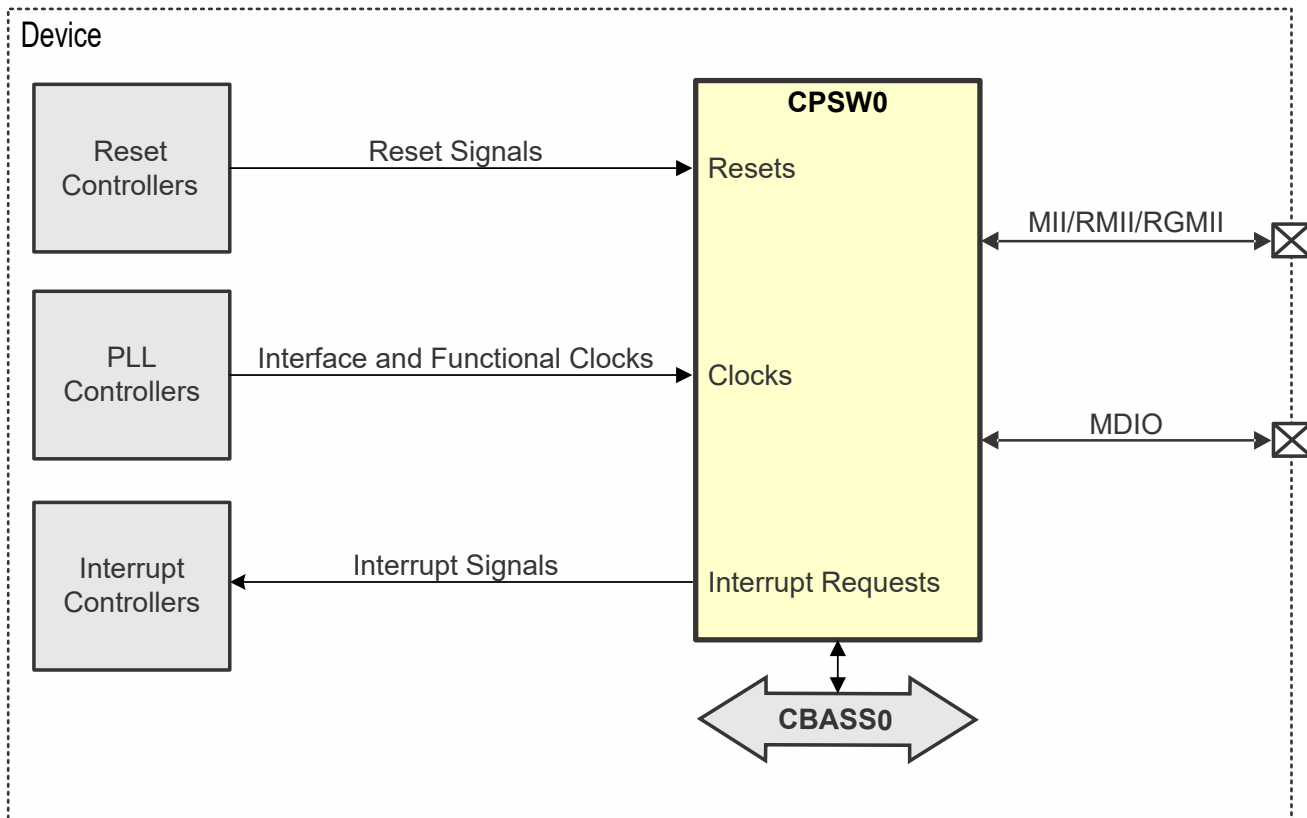 Device
CPSW0
Reset
Controllers
Reset Signals
Resets
MII/RMII/RGMII
PLL
Controllers
Interface and Functional Clocks
Clocks
MDIO
Interrupt
Controllers
Interrupt Signals
Interrupt Requests
CBASS0